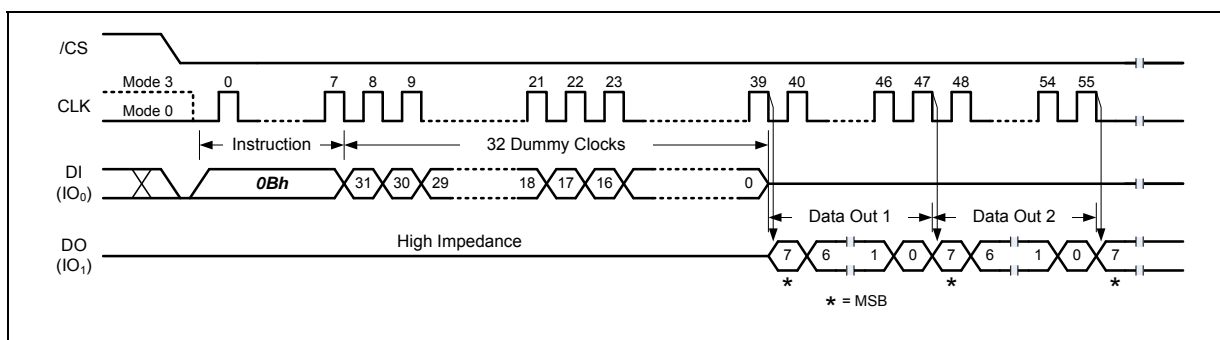 /CS
Mode 3 0 7 8 9 21 22 23 39 40 46 47 48 54 55
CLK
Mode 0
Instruction 32 Dummy Clocks
DI
(IO0)
0Bh 31 30 29 18 17 16 0
Data Out 1 Data Out 2
High Impedance
DO
(IO1)
7 6 1 0 7 6 1 0 7
* * *
* = MSB